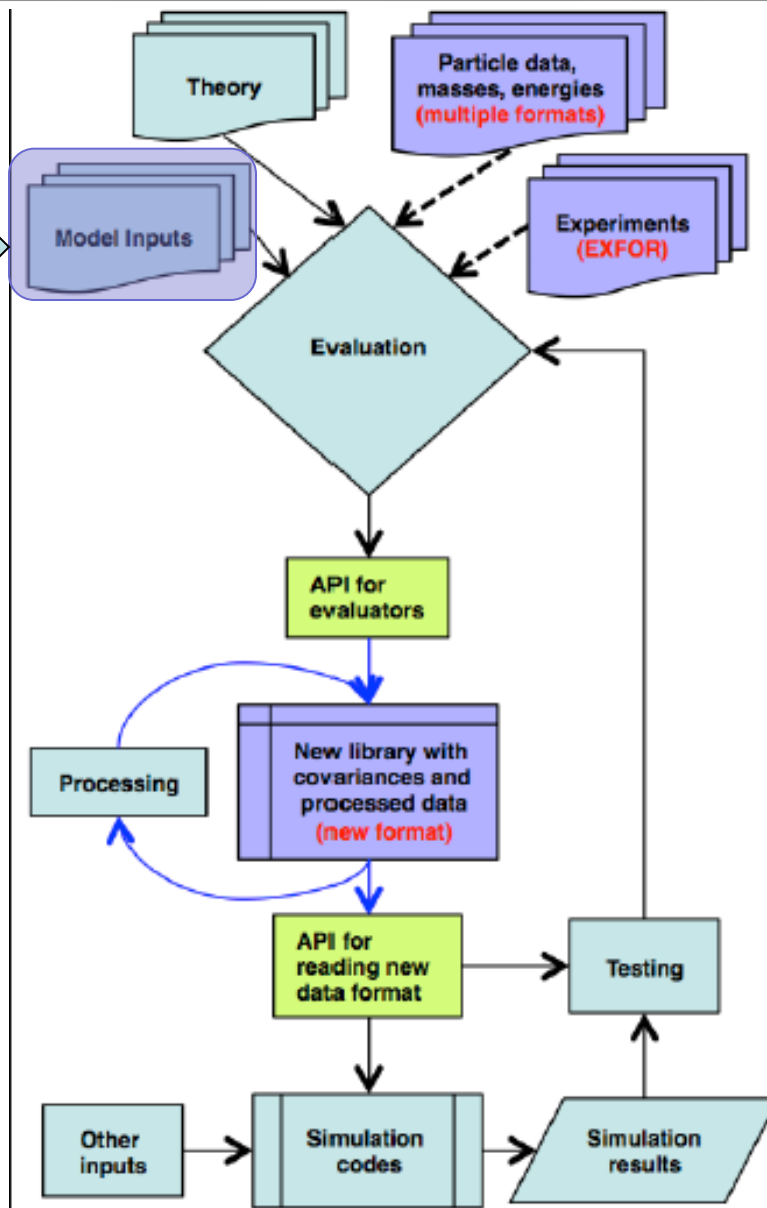 Theory
Particle data,
masses, energies
(multiple formats)
Model Inputs
Experiments
(EXFOR)
Evaluation
API for
evaluators
Processing
New library with
covariances and
processed data
(new format)
API for
reading new
data format
Testing
Other
inputs
Simulation
codes
Simulation
results